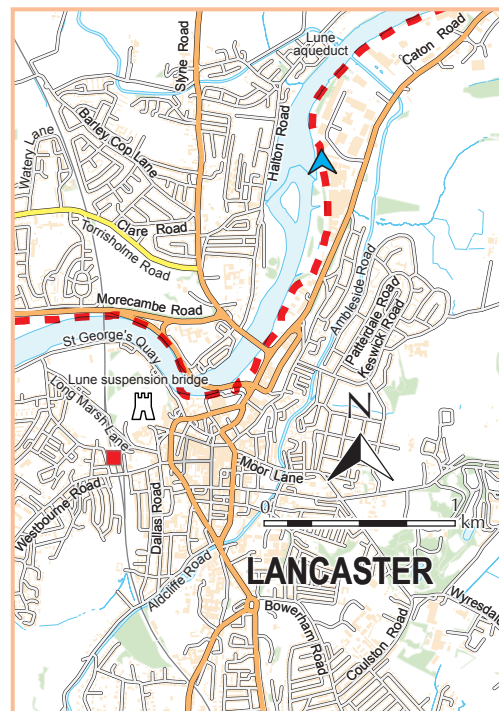 Lune
aqueduct
Caton Road
Slyne Road
Halton Road
Barley Cop Lane
Watery Lane
Clare Road
Torrisholme Road
Ambleside Road
Patterdale Road
Keswick Road
Morecambe Road
St George's Quay
Lune suspension bridge
Long Marsh Lane
N
Moor Lane
Westbourne Road
Dallas Road
0 1
km
Aldcliffe Road
LANCASTER
Wyresdal
Bowerham Road
Coulston Road